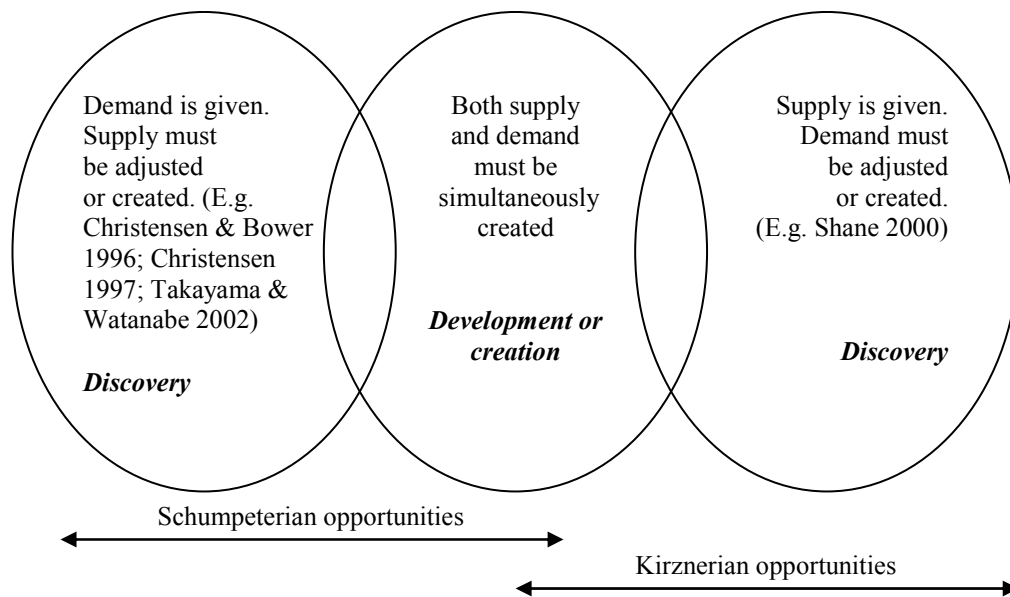 Demand is given.
Supply must
be adjusted
or created. (E.g.
Christensen & Bower
1996; Christensen
1997; Takayama &
Watanabe 2002)
Discovery
Both supply
and demand
must be
simultaneously
created
Development or
creation
Supply is given.
Demand must
be adjusted
or created.
(E.g. Shane 2000)
Discovery
Schumpeterian opportunities
Kirznerian opportunities